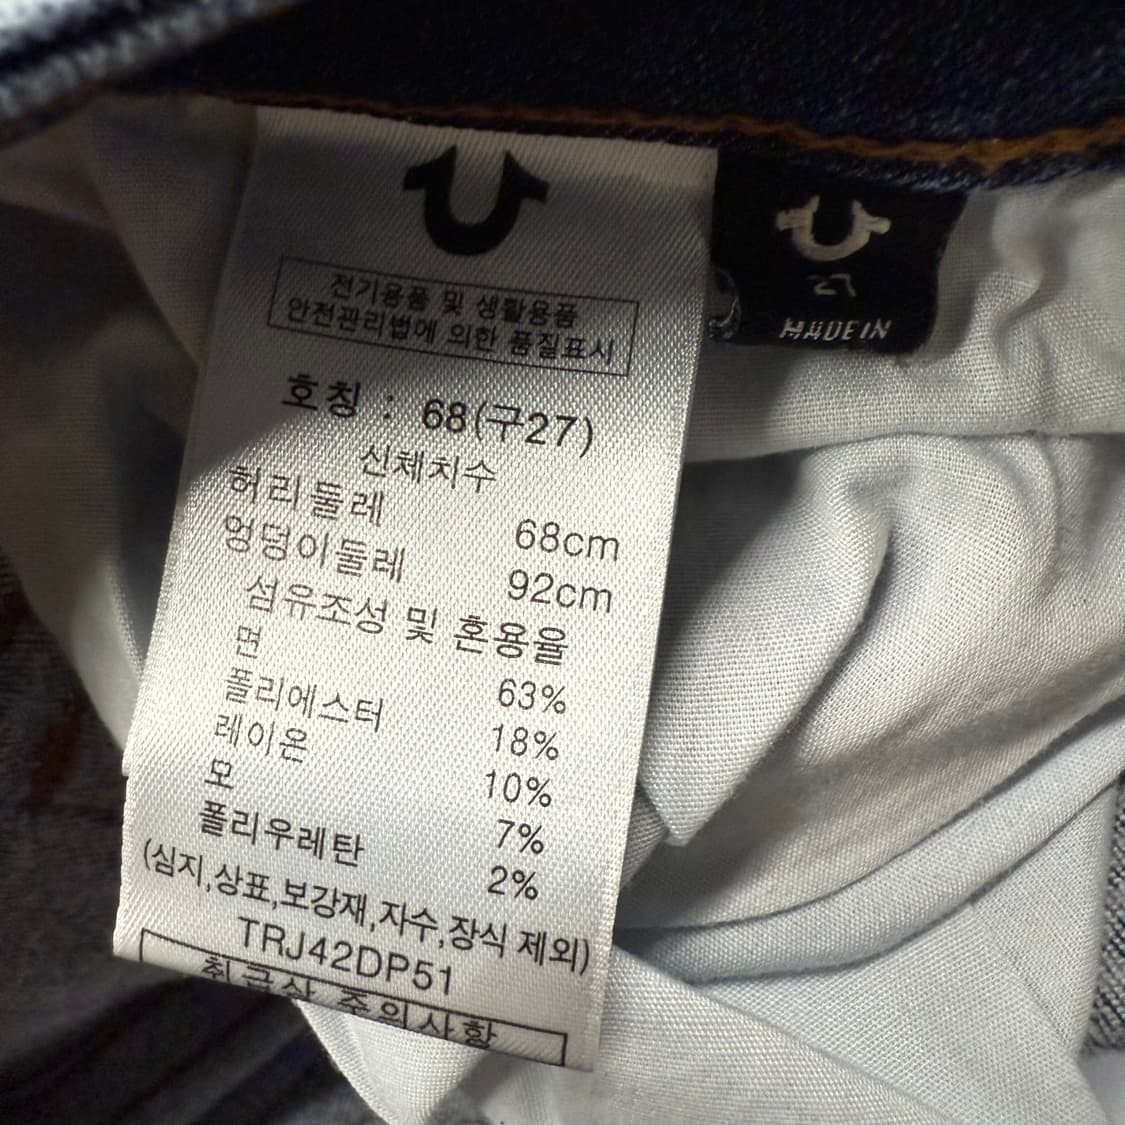 전기용품 및 생활용품
안전관리법에 의한 품질표시
호칭 : 68(구27)
신체치수
허리둘레 68cm
엉덩이둘레 92cm
섬유조성 및 혼용율
면 63%
폴리에스터 18%
레이온 10%
모 7%
폴리우레탄 2%
(심지,상표,보강재,자수,장식 제외)
TRJ42DP51
취급상 주의사항
27
MADE IN